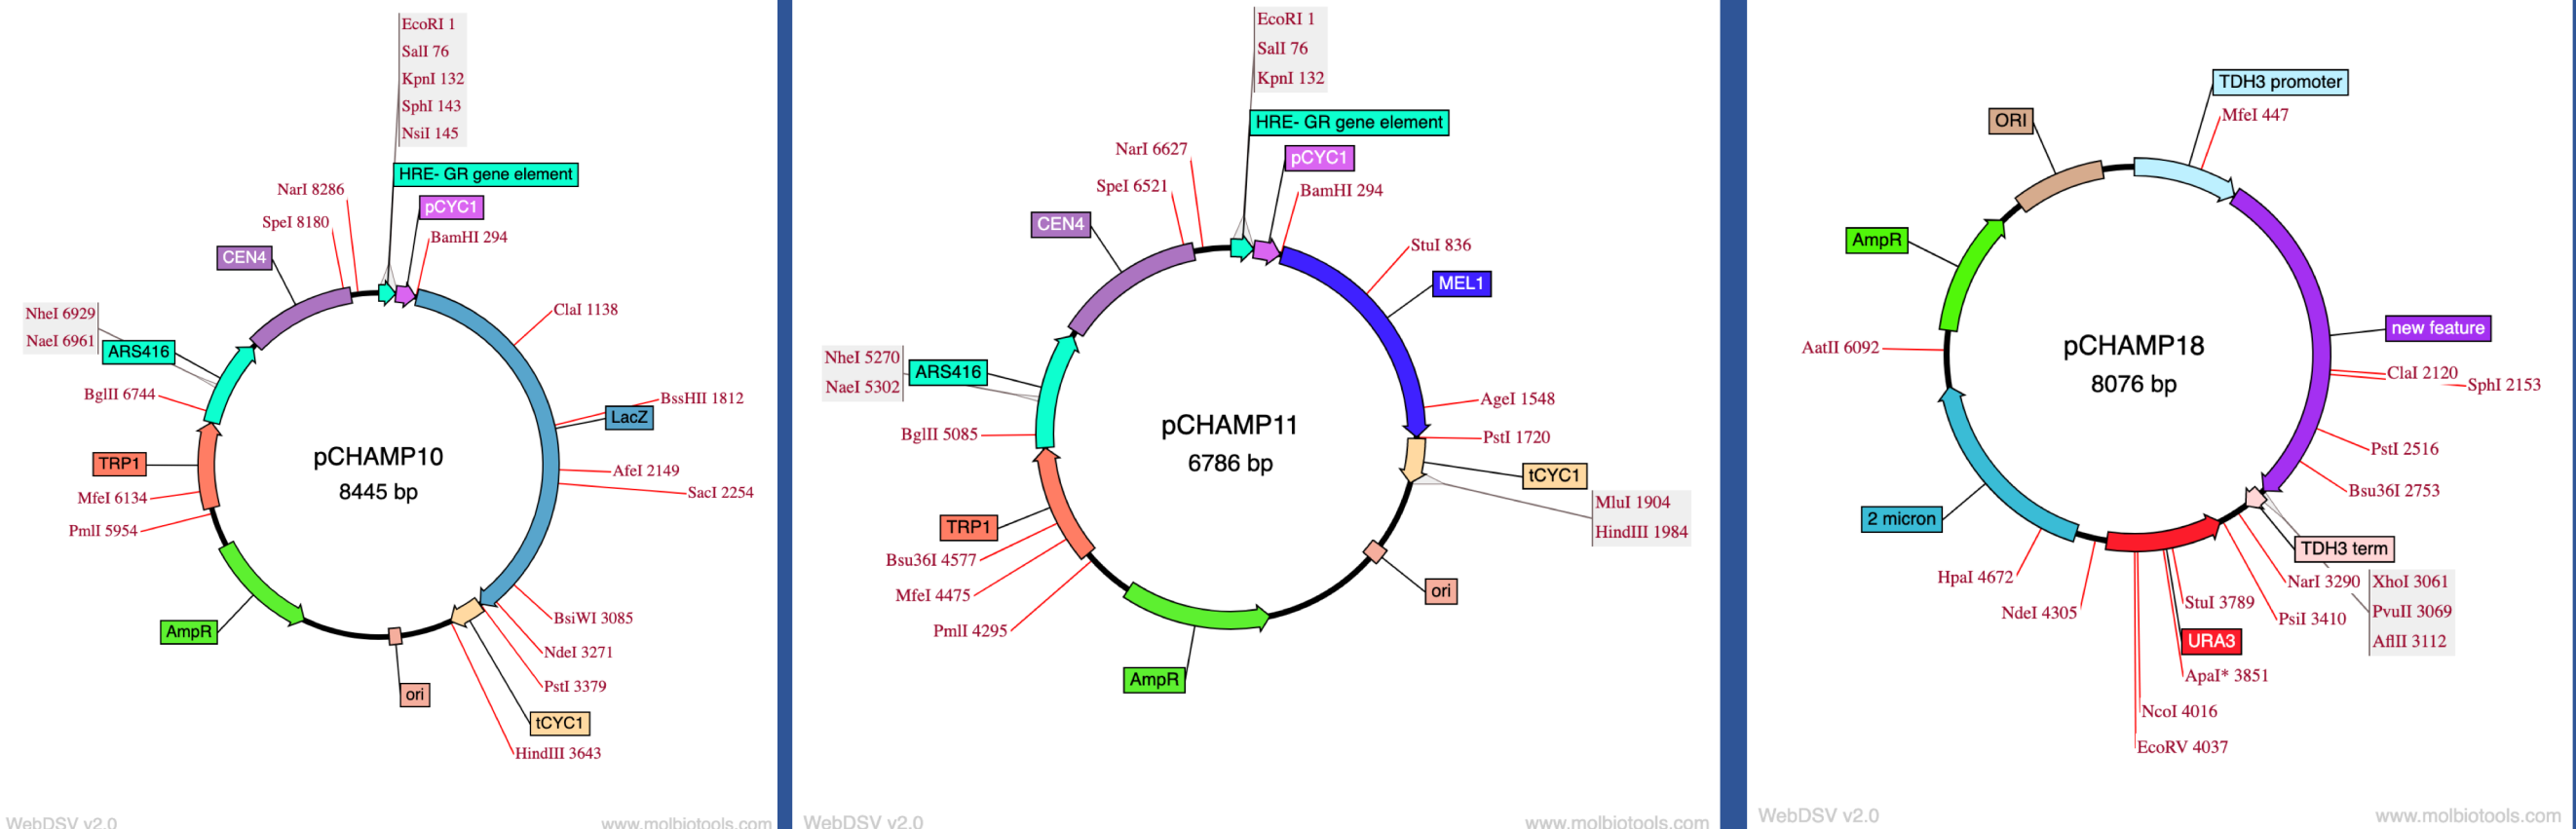 EcoRI 1
SalI 76
KpnI 132
SphI 143
NsiI 145
HRE- GR gene element
pCYC1
BamHI 294
NarI 8286
SpeI 8180
CEN4
ClaI 1138
NheI 6929
NaeI 6961
ARS416
BglII 6744
BssHII 1812
LacZ
TRP1
pCHAMP10
8445 bp
AfeI 2149
SacI 2254
MfeI 6134
PmlI 5954
AmpR
BsiWI 3085
NdeI 3271
PstI 3379
ori
tCYC1
HindIII 3643
WebDSV v2.0
www.molbiotools.com
EcoRI 1
SalI 76
KpnI 132
HRE- GR gene element
pCYC1
NarI 6627
SpeI 6521
BamHI 294
CEN4
StuI 836
MEL1
NheI 5270
NaeI 5302
ARS416
AgeI 1548
BglII 5085
pCHAMP11
6786 bp
PstI 1720
tCYC1
MluI 1904
HindIII 1984
TRP1
Bsu36I 4577
MfeI 4475
PmlI 4295
ori
AmpR
WebDSV v2.0
www.molbiotools.com
TDH3 promoter
MfeI 447
ORI
AmpR
new feature
AatII 6092
pCHAMP18
8076 bp
ClaI 2120
SphI 2153
PstI 2516
Bsu36I 2753
2 micron
TDH3 term
HpaI 4672
NarI 3290
XhoI 3061
PvuII 3069
AflII 3112
NdeI 4305
StuI 3789
PsiI 3410
URA3
ApaI* 3851
NcoI 4016
EcoRV 4037
WebDSV v2.0
www.molbiotools.com